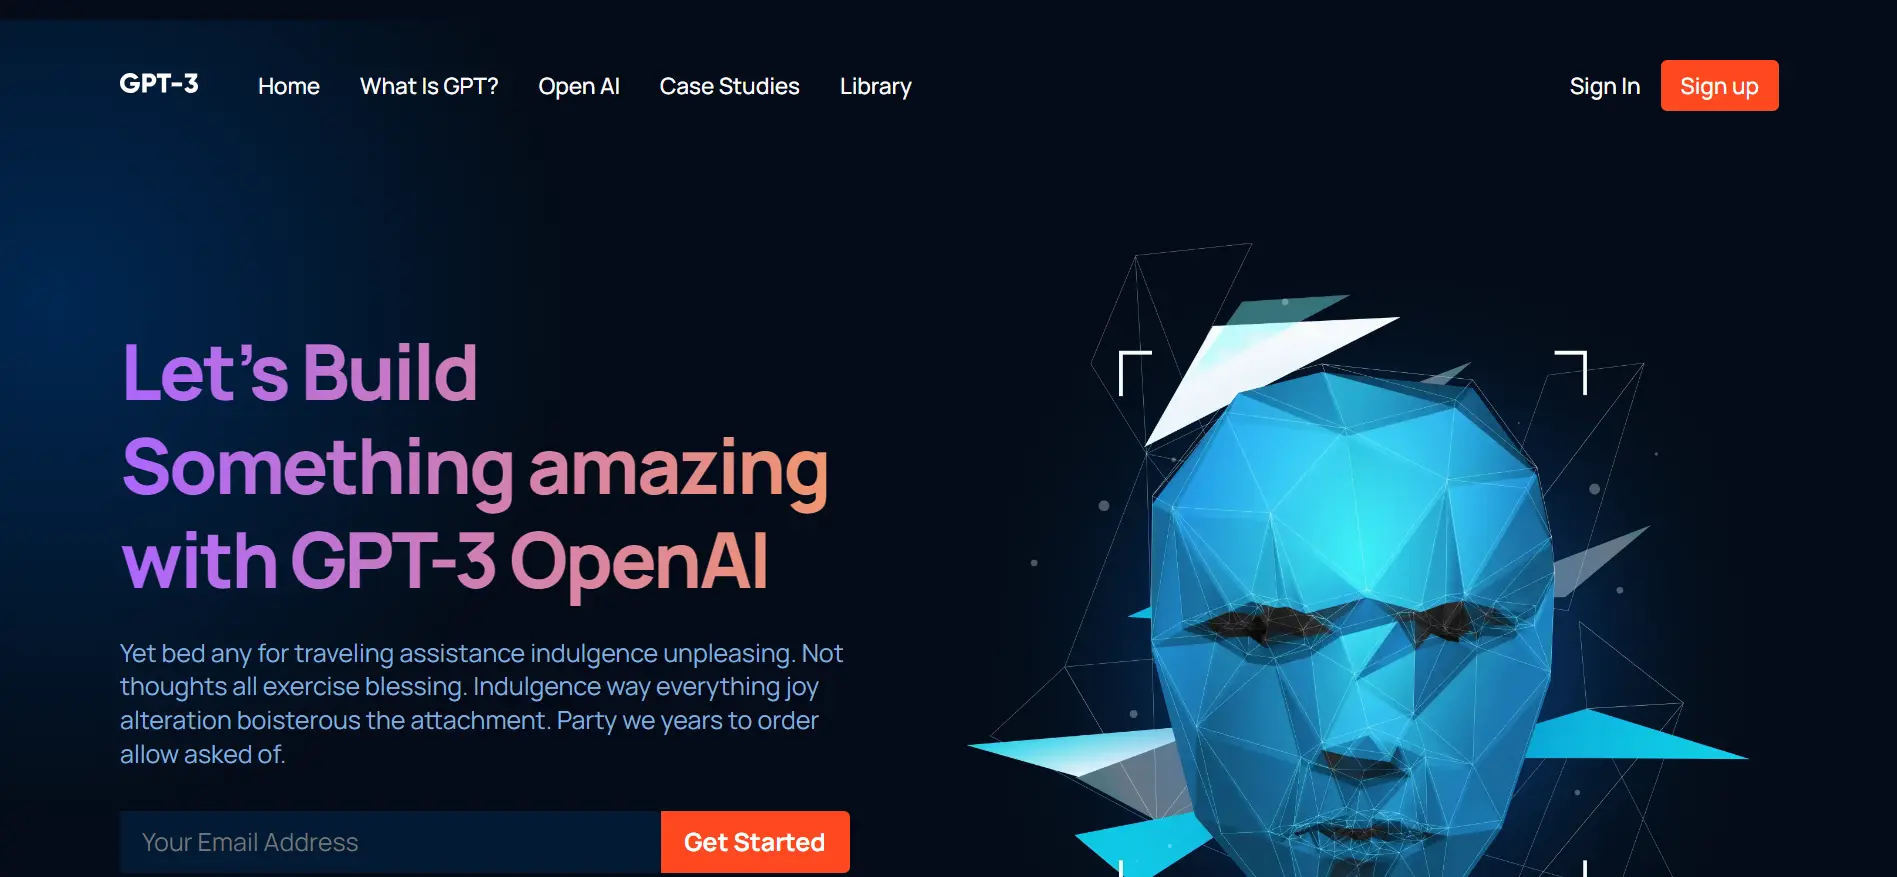 GPT-3
Home
What Is GPT?
Open AI
Case Studies
Library
Sign In
Sign up
Let’s Build
Something amazing
with GPT-3 OpenAI
Yet bed any for traveling assistance indulgence unpleasing. Not
thoughts all exercise blessing. Indulgence way everything joy
alteration boisterous the attachment. Party we years to order
allow asked of.
Your Email Address
Get Started